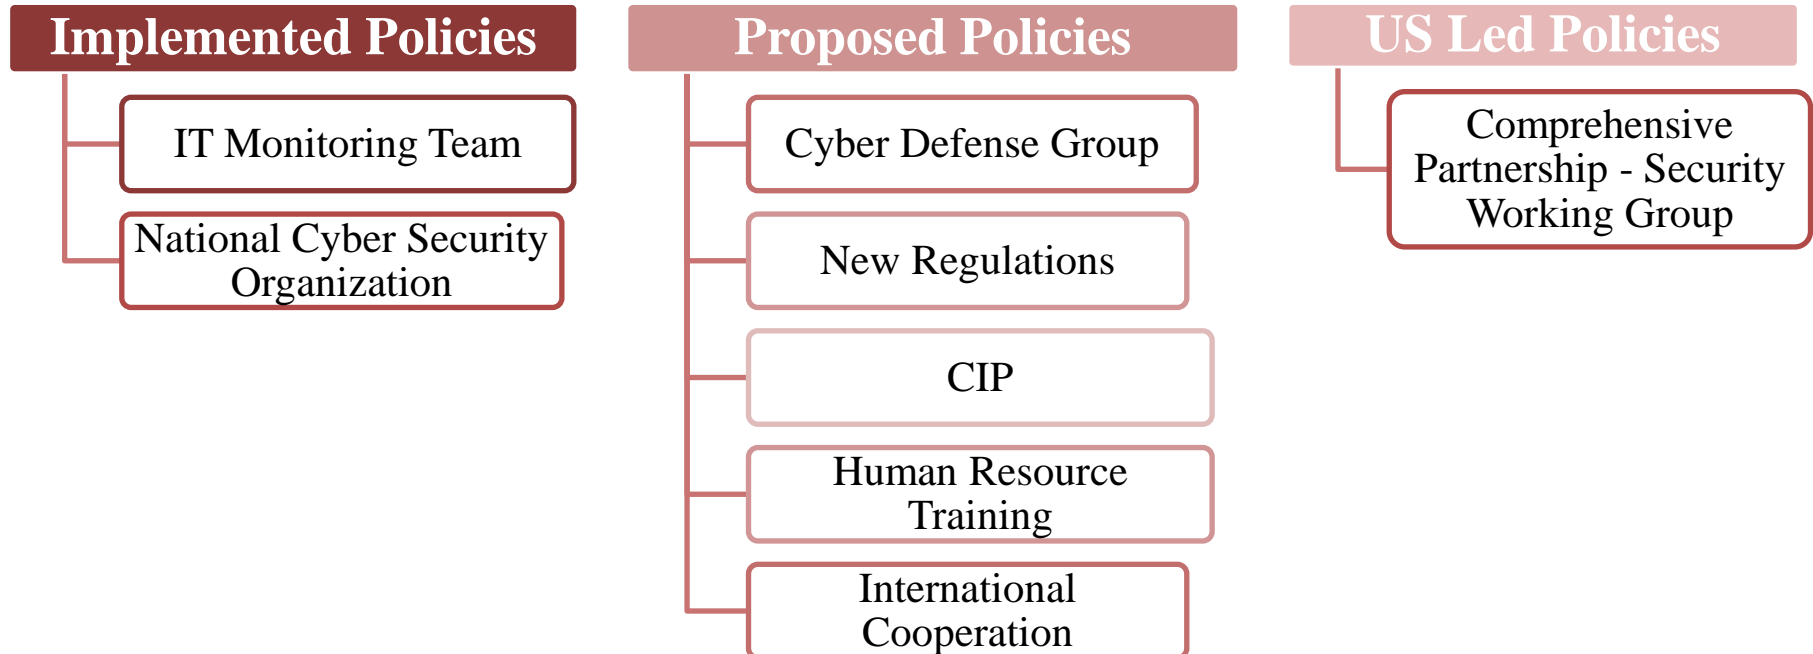 Implemented Policies
IT Monitoring Team
National Cyber Security
Organization
Proposed Policies
Cyber Defense Group
New Regulations
CIP
Human Resource
Training
International
Cooperation
US Led Policies
Comprehensive
Partnership - Security
Working Group